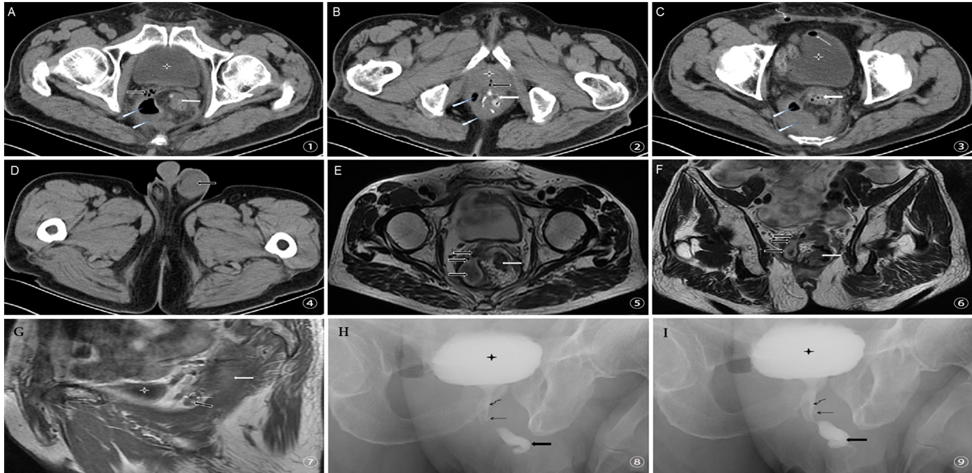 A
B
C
①
②
③
D
E
F
④
⑤
⑥
G
H
I
⑦
⑧
⑨